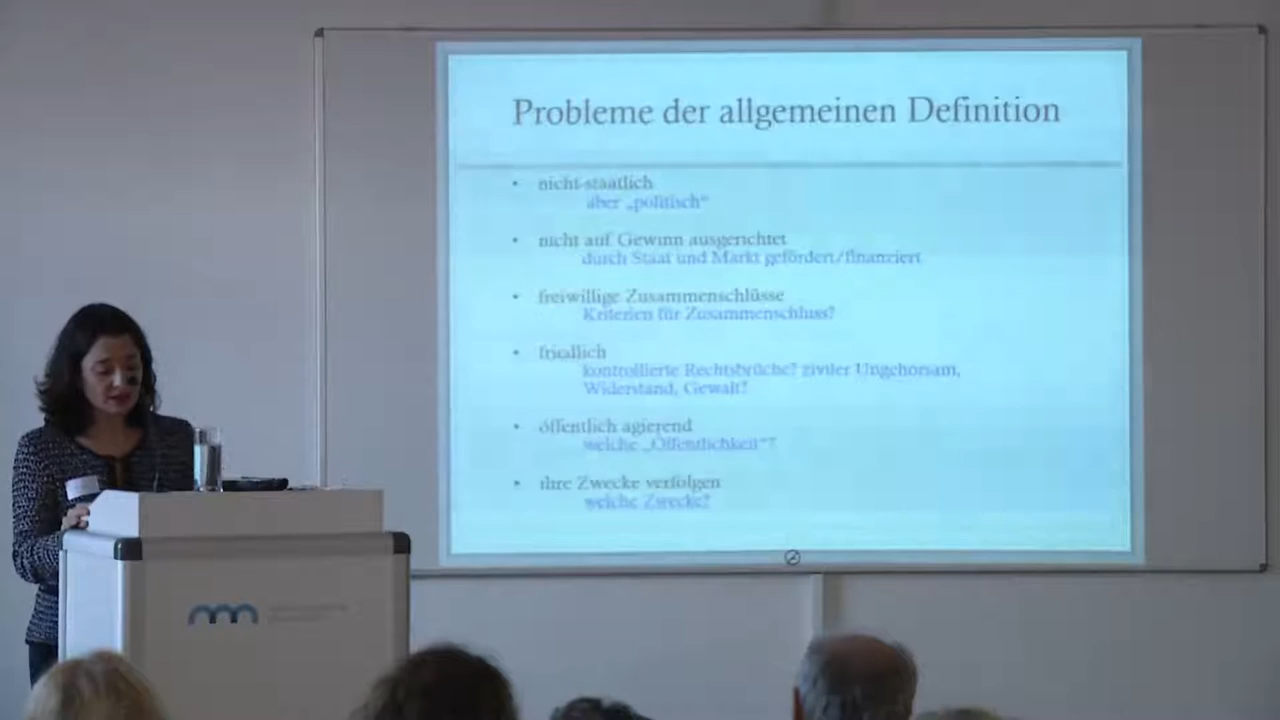 Probleme der allgemeinen Definition
• nicht-staatlich
aber „politisch“
• nicht auf Gewinn ausgerichtet
durch Staat und Markt gefördert/finanziert
• freiwillige Zusammenschlüsse
Kriterien für Zusammenschluss?
• friedlich
kontrollierte Rechtsbrüche? ziviler Ungehorsam,
Widerstand, Gewalt?
• öffentlich agierend
welche „Öffentlichkeit“?
• ihre Zwecke verfolgen
welche Zwecke?